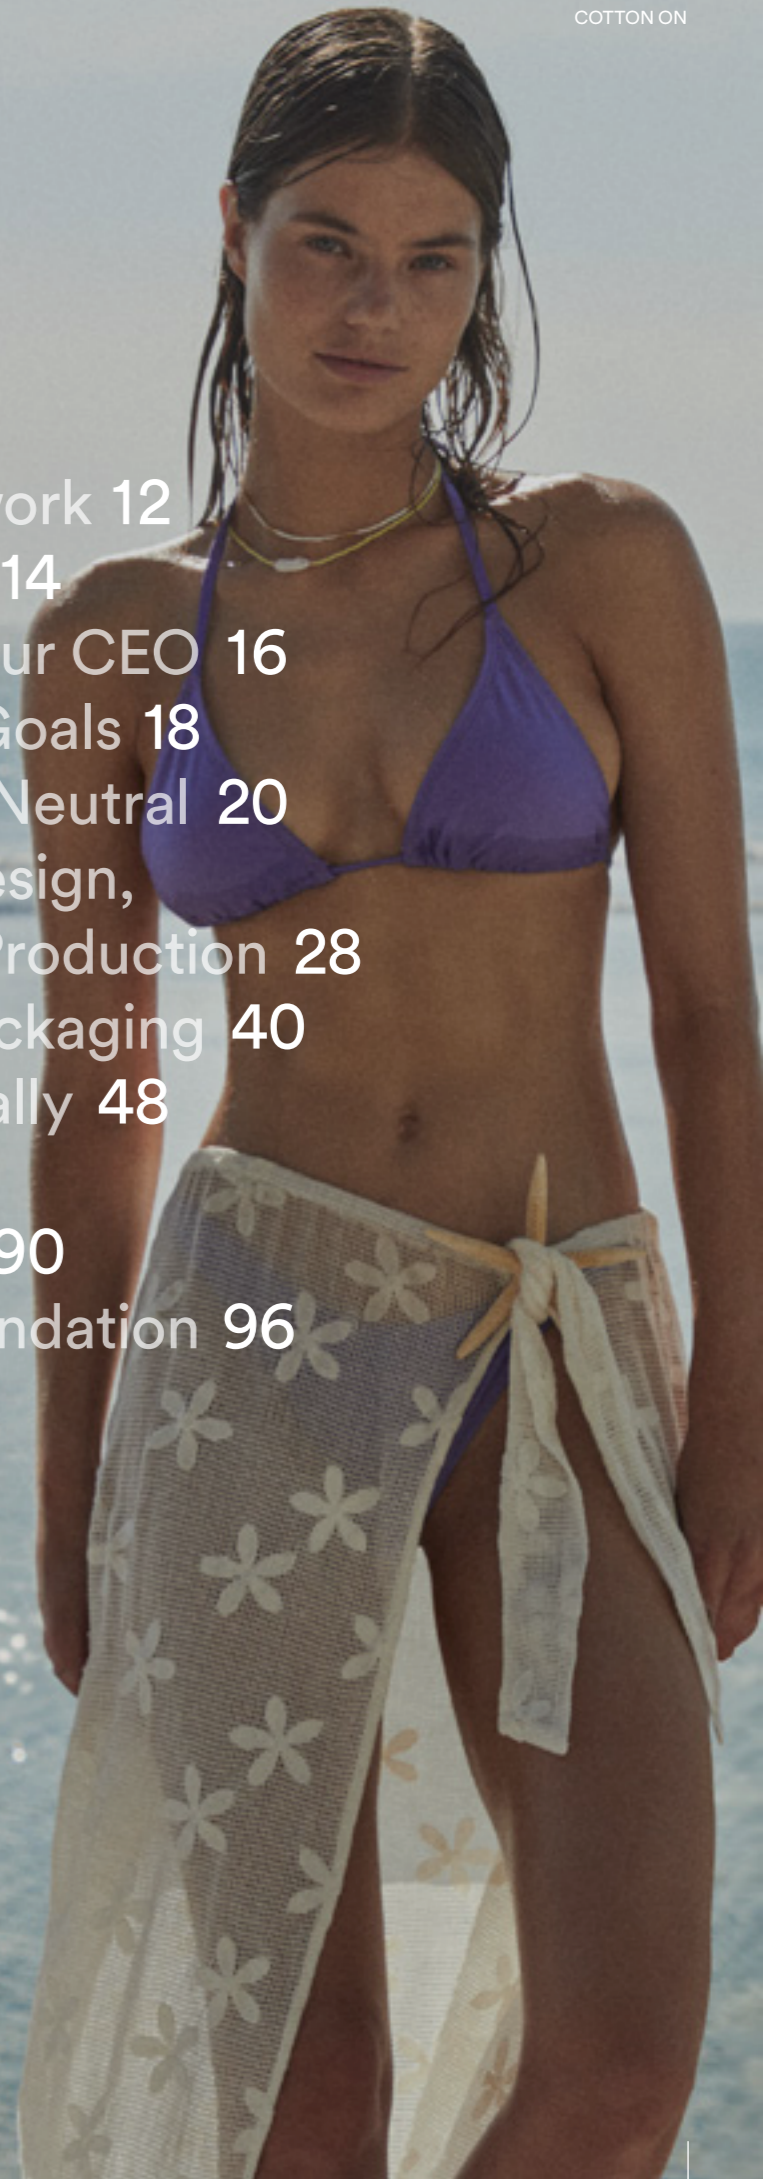 COTTON ON
ork 12
14
ur CEO 16
Goals 18
Neutral 20
esign,
Production 28
ckaging 40
ally 48
90
ndation 96